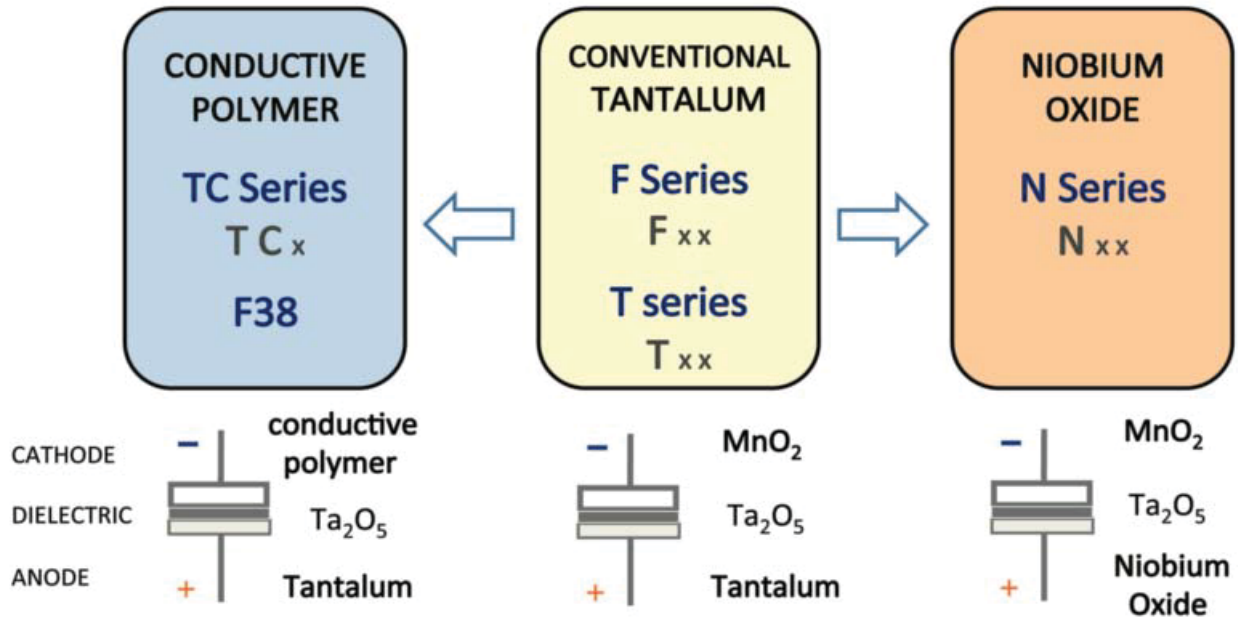 CONDUCTIVE
POLYMER
TC Series
T C x
F38
CONVENTIONAL
TANTALUM
F Series
F x x
T series
T x x
NIOBIUM
OXIDE
N Series
N x x
CATHODE
DIELECTRIC
ANODE
–
conductive
polymer
Ta₂O₅
+
Tantalum
–
MnO₂
Ta₂O₅
+
Tantalum
–
MnO₂
Ta₂O₅
+
Niobium
Oxide